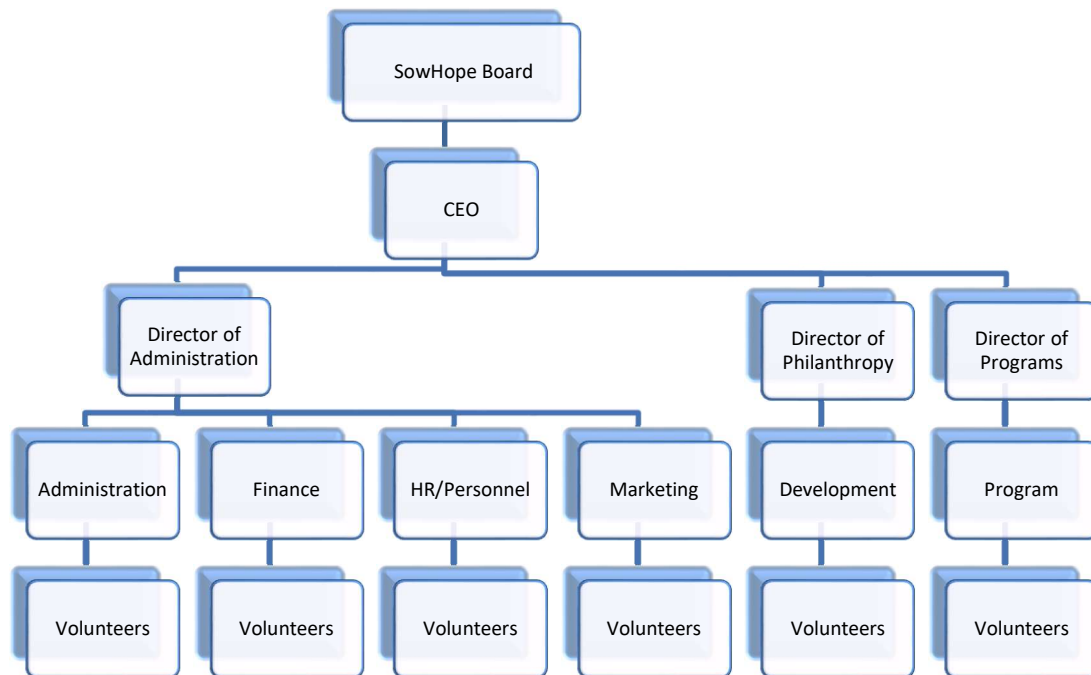 SowHope Board
CEO
Director of
Administration
Director of
Philanthropy
Director of
Programs
Administration
Finance
HR/Personnel
Marketing
Development
Program
Volunteers
Volunteers
Volunteers
Volunteers
Volunteers
Volunteers